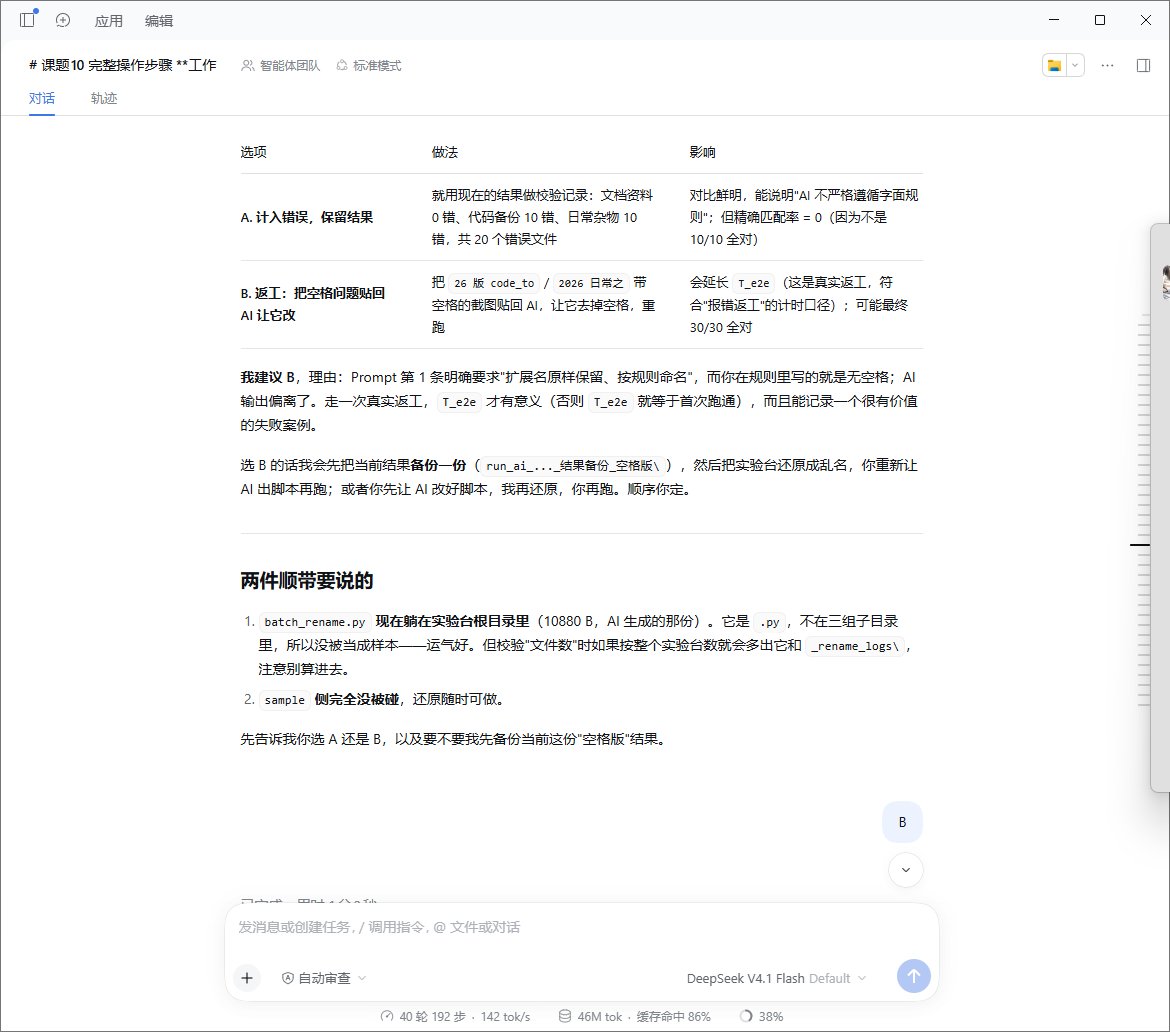 应用 编辑
# 课题10 完整操作步骤 **工作 智能体团队 标准模式
对话 轨迹
选项 做法 影响
A. 计入错误，保留结果
就用现在的结果做校验记录：文档资料
0 错、代码备份 10 错、日常杂物 10
错，共 20 个错误文件
对比鲜明，能说明"AI 不严格遵循字面规
则"；但精确匹配率 = 0（因为不是
10/10 全对）
B. 返工：把空格问题贴回
AI 让它改
把 26 版 code_to / 2026 日常之 带
空格的截图贴回 AI，让它去掉空格，重
跑
会延长 T_e2e （这是真实返工，符
合"报错返工"的计时口径）；可能最终
30/30 全对
我建议 B，理由：Prompt 第 1 条明确要求"扩展名原样保留、按规则命名"，而你在规则里写的就是无空格；AI
输出偏离了。走一次真实返工， T_e2e 才有意义（否则 T_e2e 就等于首次跑通），而且能记录一个很有价值
的失败案例。
选 B 的话我会先把当前结果备份一份（ run_ai_..._结果备份_空格版\ ），然后把实验台还原成乱名，你重新让
AI 出脚本再跑；或者你先让 AI 改好脚本，我再还原，你再跑。顺序你定。
两件顺带要说的
1. batch_rename.py 现在躺在实验台根目录里（10880 B，AI 生成的那份）。它是 .py ，不在三组子目录
里，所以没被当成样本——运气好。但校验"文件数"时如果按整个实验台数就会多出它和 _rename_logs\ ，
注意别算进去。
2. sample 侧完全没被碰，还原随时可做。
先告诉我你选 A 还是 B，以及要不要我先备份当前这份"空格版"结果。
B
发消息或创建任务, / 调用指令, @ 文件或对话
自动审查 DeepSeek V4.1 Flash Default
40 轮 192 步 · 142 tok/s 46M tok · 缓存命中 86% 38%